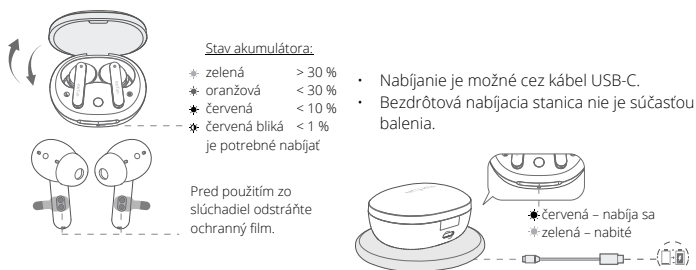 Stav akumulátora:
zelená > 30 %
oranžová < 30 %
červená < 10 %
červená bliká < 1 %
je potrebné nabíjať
Pred použitím zo
slúchadiel odstráňte
ochranný film.
• Nabíjanie je možné cez kábel USB-C.
• Bezdrôtová nabíjacia stanica nie je súčasťou
balenia.
červená – nabíja sa
zelená – nabité